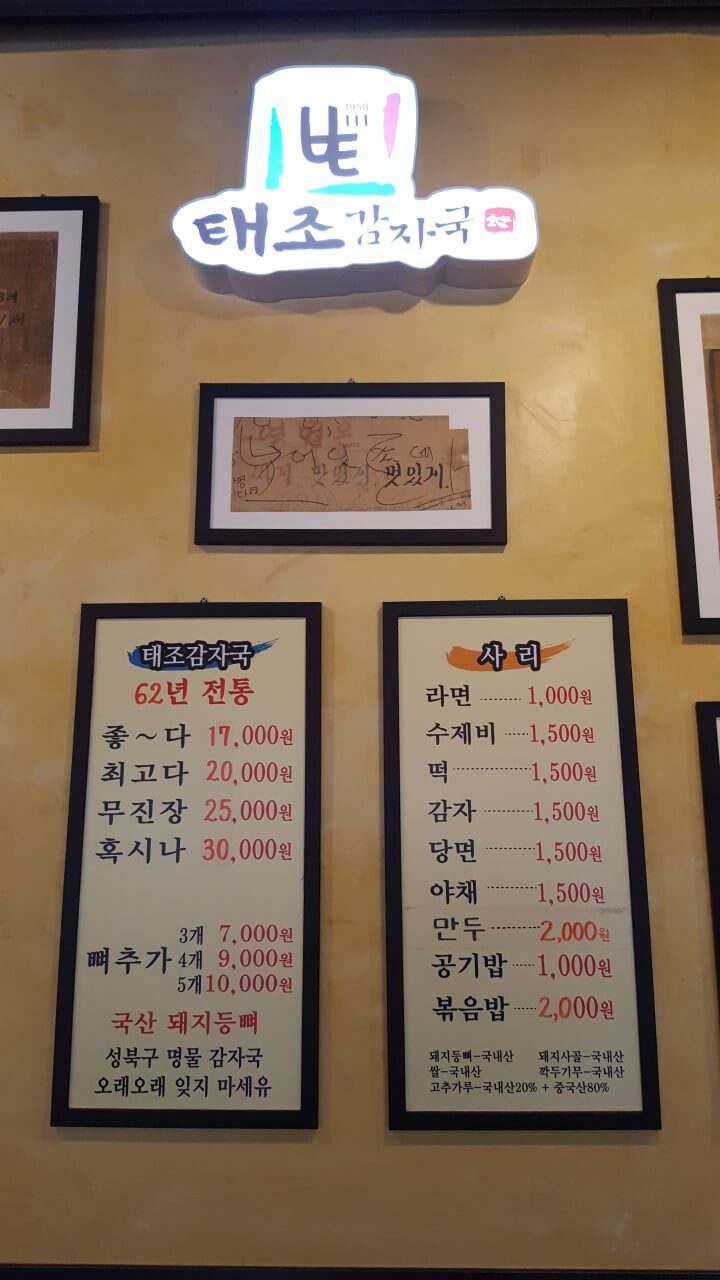 1958
태조감자국
맛있게. 멋있게.
태조감자국
62년 전통
좋~다 17,000원
최고다 20,000원
무진장 25,000원
혹시나 30,000원
뼈추가 3개 7,000원
4개 9,000원
5개 10,000원
국산 돼지등뼈
성북구 명물 감자국
오래오래 잊지 마세유
사리
라면 1,000원
수제비 1,500원
떡 1,500원
감자 1,500원
당면 1,500원
야채 1,500원
만두 2,000원
공기밥 1,000원
볶음밥 2,000원
돼지등뼈-국내산 돼지사골-국내산
쌀-국내산 깍두기무-국내산
고추가루-국내산20% + 중국산80%